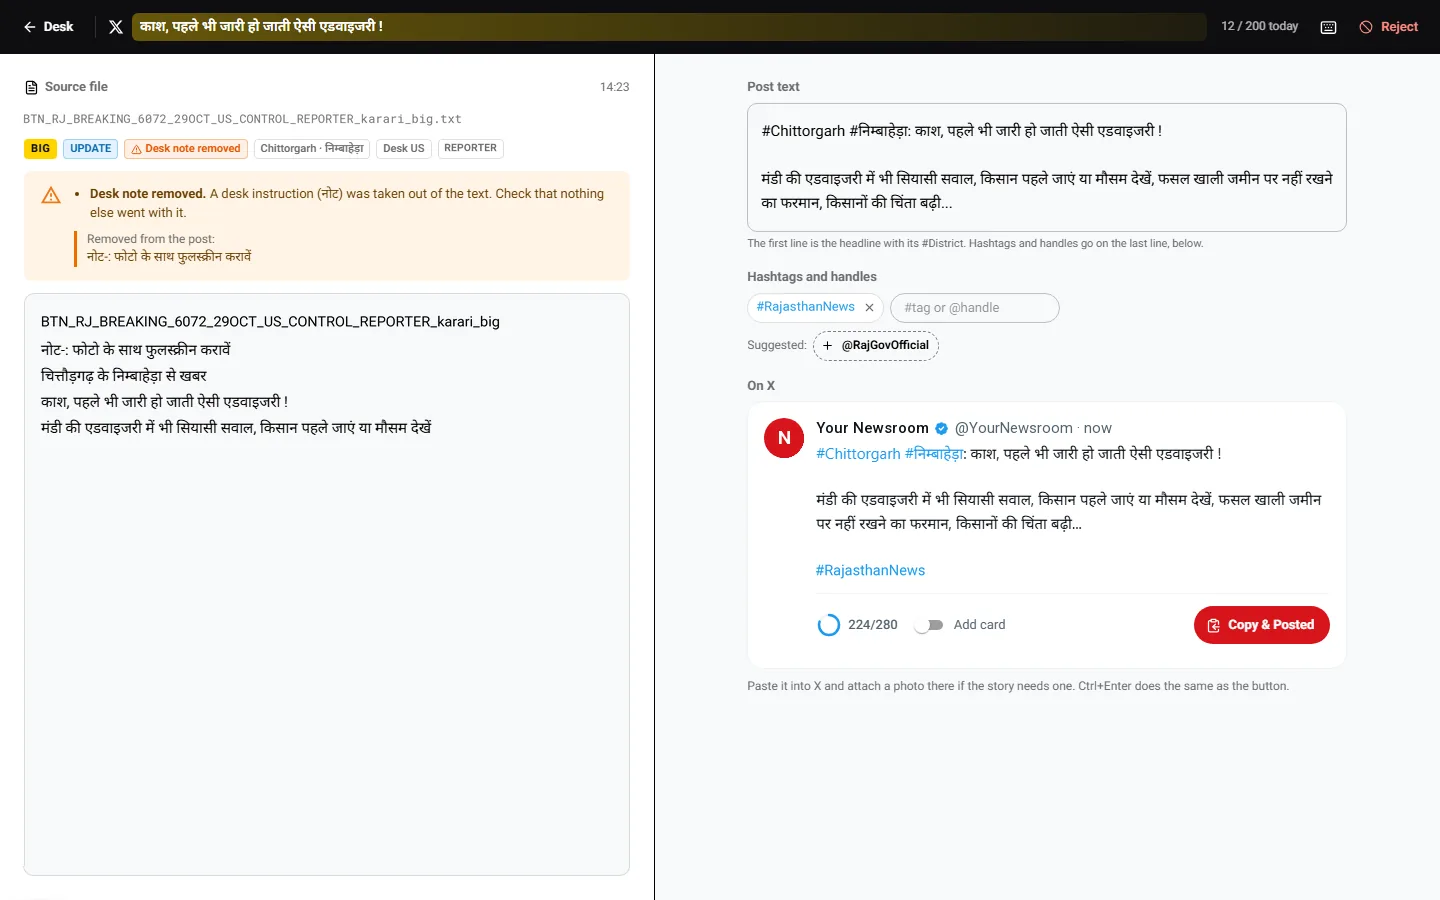 Desk
काश, पहले भी जारी हो जाती ऐसी एडवाइजरी !
12 / 200 today
Reject
Source file
14:23
BTN_RJ_BREAKING_6072_29OCT_US_CONTROL_REPORTER_karari_big.txt
BIG
UPDATE
Desk note removed
Chittorgarh · निम्बाहेड़ा
Desk US
REPORTER
• Desk note removed. A desk instruction (नोट) was taken out of the text. Check that nothing
else went with it.
Removed from the post:
नोट-: फोटो के साथ फुलस्क्रीन करावें
BTN_RJ_BREAKING_6072_29OCT_US_CONTROL_REPORTER_karari_big
नोट-: फोटो के साथ फुलस्क्रीन करावें
चित्तौड़गढ़ के निम्बाहेड़ा से खबर
काश, पहले भी जारी हो जाती ऐसी एडवाइजरी !
मंडी की एडवाइजरी में भी सियासी सवाल, किसान पहले जाएं या मौसम देखें
Post text
#Chittorgarh #निम्बाहेड़ा: काश, पहले भी जारी हो जाती ऐसी एडवाइजरी !
मंडी की एडवाइजरी में भी सियासी सवाल, किसान पहले जाएं या मौसम देखें, फसल खाली जमीन पर नहीं रखने
का फरमान, किसानों की चिंता बढ़ी...
The first line is the headline with its #District. Hashtags and handles go on the last line, below.
Hashtags and handles
#RajasthanNews
#tag or @handle
Suggested:
+ @RajGovOfficial
On X
N
Your Newsroom @YourNewsroom · now
#Chittorgarh #निम्बाहेड़ा: काश, पहले भी जारी हो जाती ऐसी एडवाइजरी !
मंडी की एडवाइजरी में भी सियासी सवाल, किसान पहले जाएं या मौसम देखें, फसल खाली जमीन
पर नहीं रखने का फरमान, किसानों की चिंता बढ़ी...
#RajasthanNews
224/280
Add card
Copy & Posted
Paste it into X and attach a photo there if the story needs one. Ctrl+Enter does the same as the button.